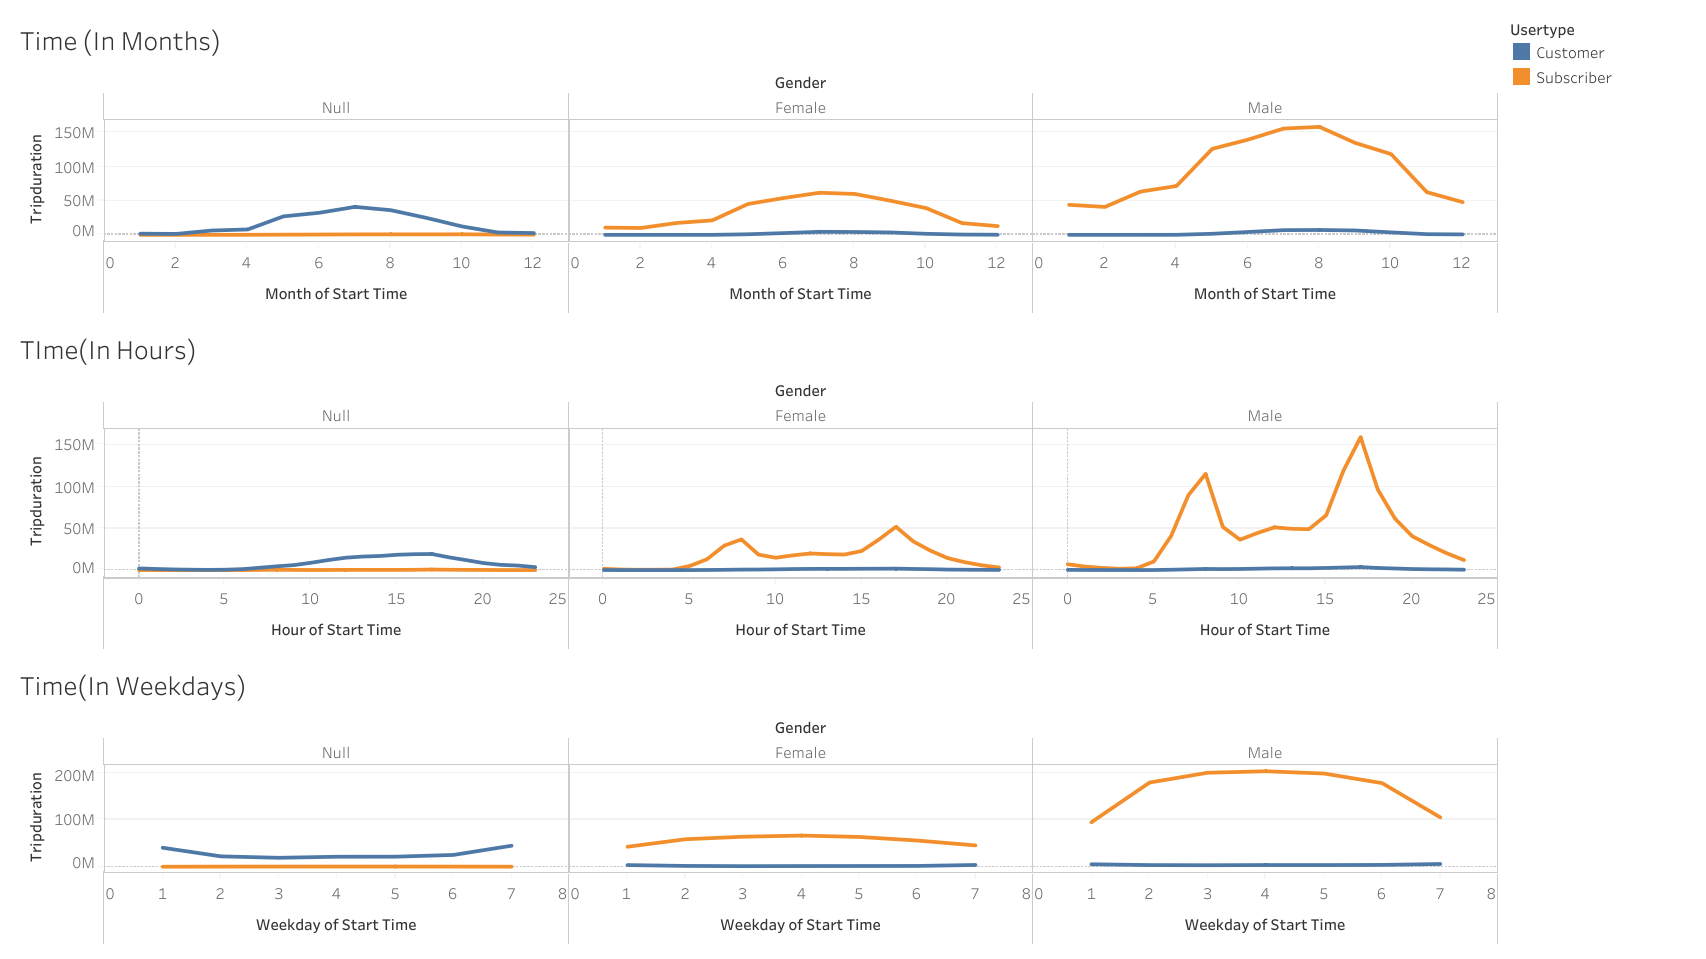 Time (In Months)
Usertype
Customer
Subscriber
Gender
Null Female Male
Tripduration
150M
100M
50M
0M
0 2 4 6 8 10 12 0 2 4 6 8 10 12 0 2 4 6 8 10 12
Month of Start Time Month of Start Time Month of Start Time
TIme(In Hours)
Gender
Null Female Male
Tripduration
150M
100M
50M
0M
0 5 10 15 20 25 0 5 10 15 20 25 0 5 10 15 20 25
Hour of Start Time Hour of Start Time Hour of Start Time
Time(In Weekdays)
Gender
Null Female Male
Tripduration
200M
100M
0M
0 1 2 3 4 5 6 7 8 0 1 2 3 4 5 6 7 8 0 1 2 3 4 5 6 7 8
Weekday of Start Time Weekday of Start Time Weekday of Start Time